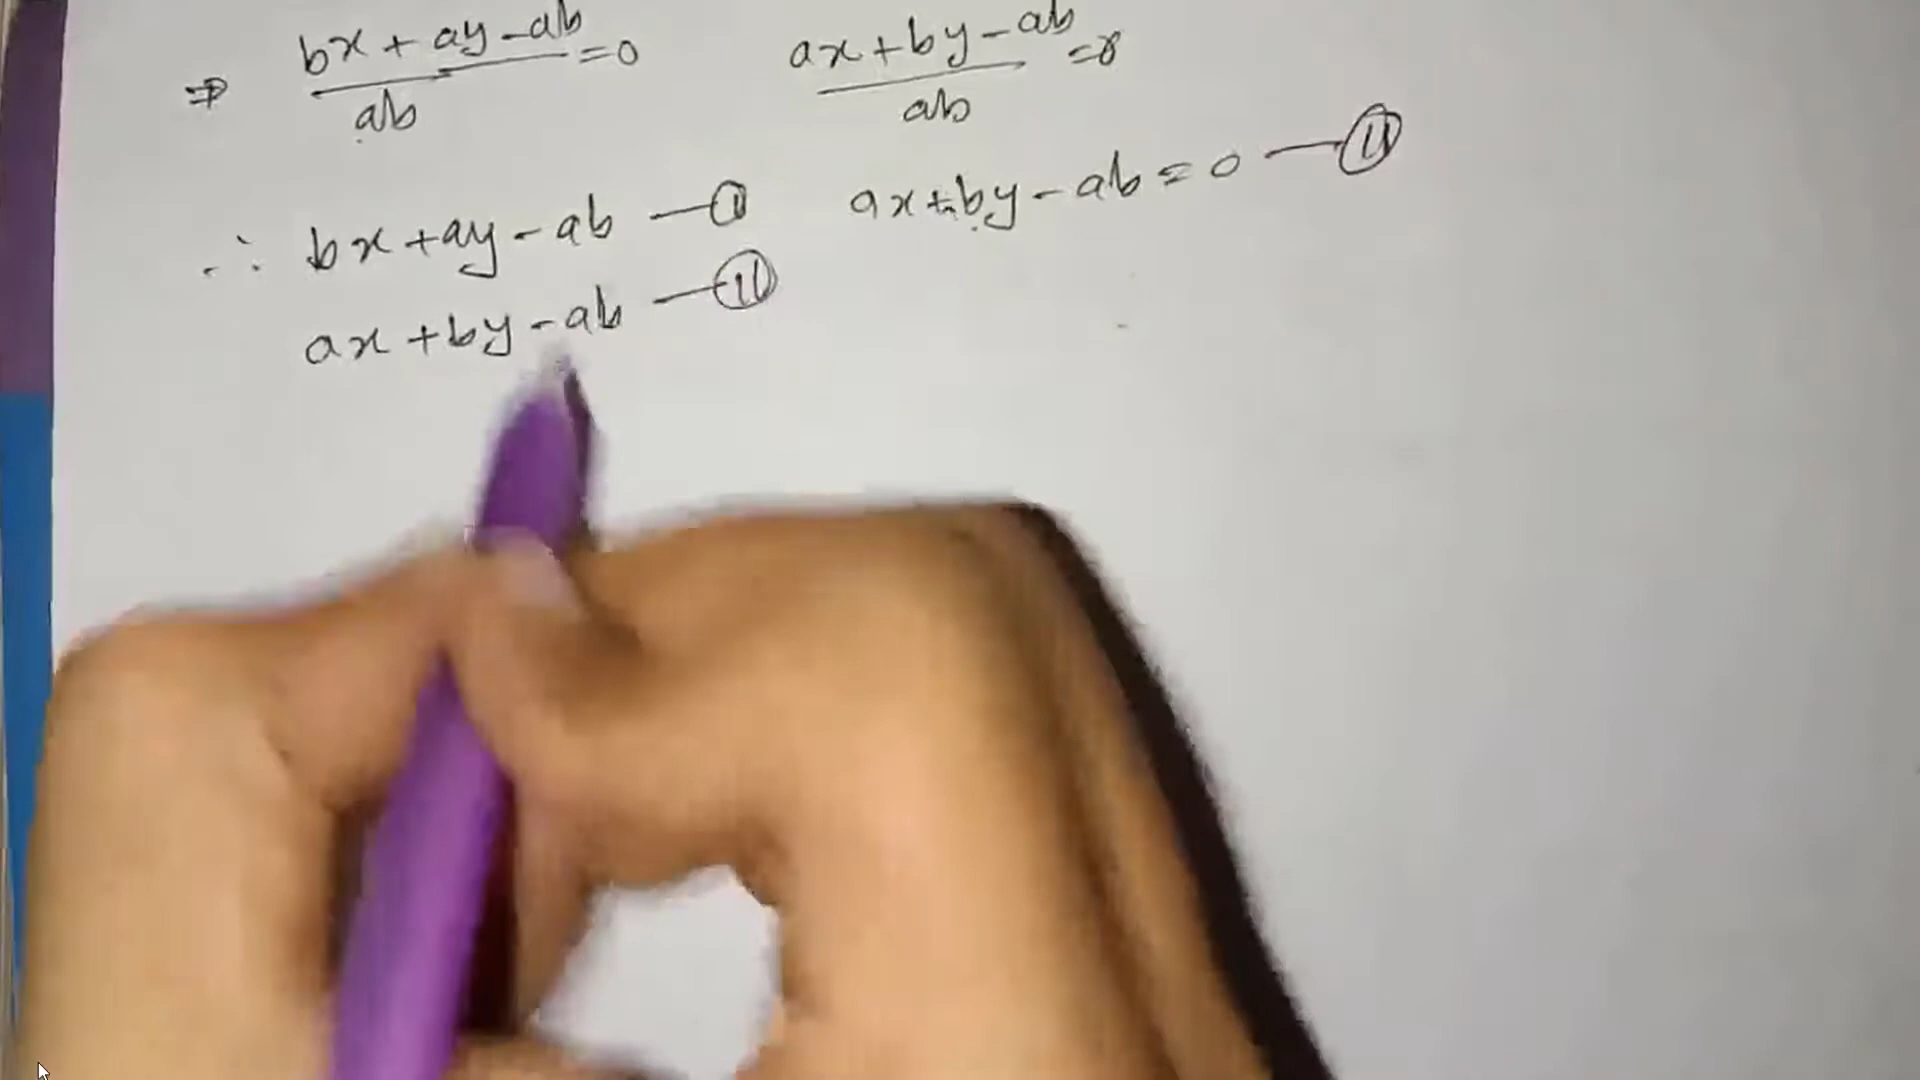 ⇒ (bx + ay - ab)/ab = 0    (ax + by - ab)/ab = 0
∴ bx + ay - ab — (I)    ax + by - ab = 0 — (II)
ax + by - ab — (II)